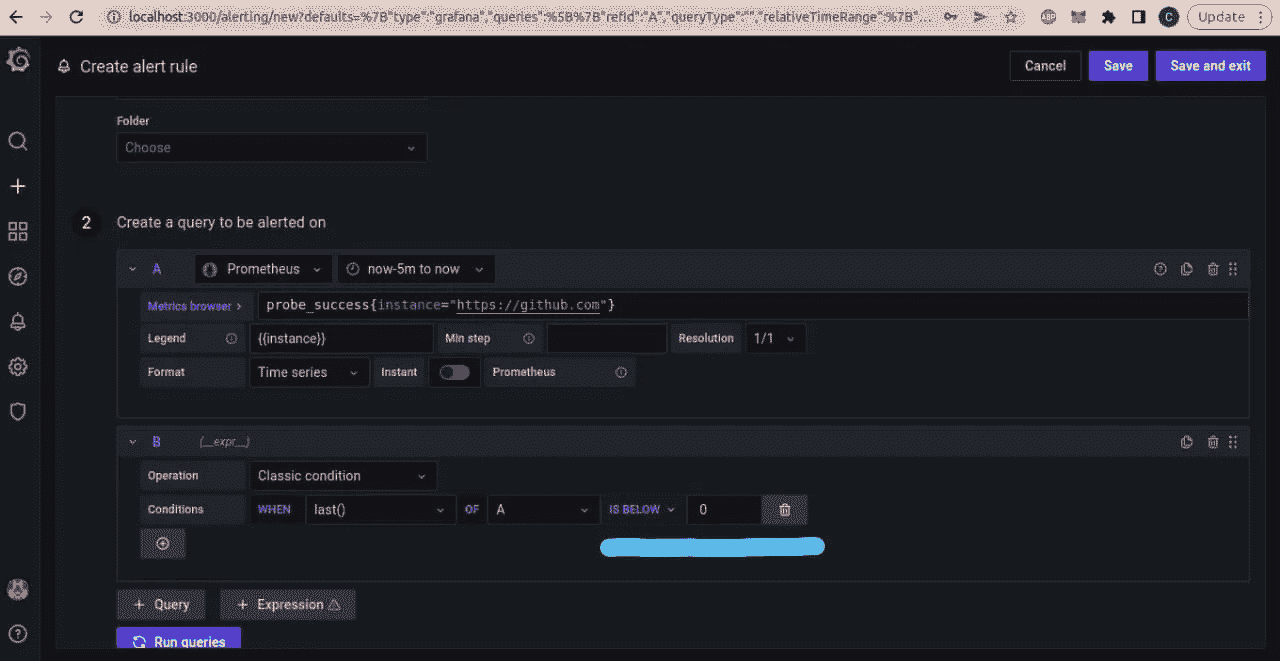 localhost:3000/alerting/new?defaults=%7B"type":"grafana","queries":%5B%7B"refId":"A","queryType":"","relativeTimeRange":%7B"...
ABP
C
Update
Create alert rule
Cancel
Save
Save and exit
Folder
Choose
2
Create a query to be alerted on
A
Prometheus
now-5m to now
Metrics browser >
probe_success{instance="https://github.com"}
Legend
{{instance}}
Min step
Resolution
1/1
Format
Time series
Instant
Prometheus
B
(__expr__)
Operation
Classic condition
Conditions
WHEN
last()
OF
A
IS BELOW
0
+ Query
+ Expression
Run queries